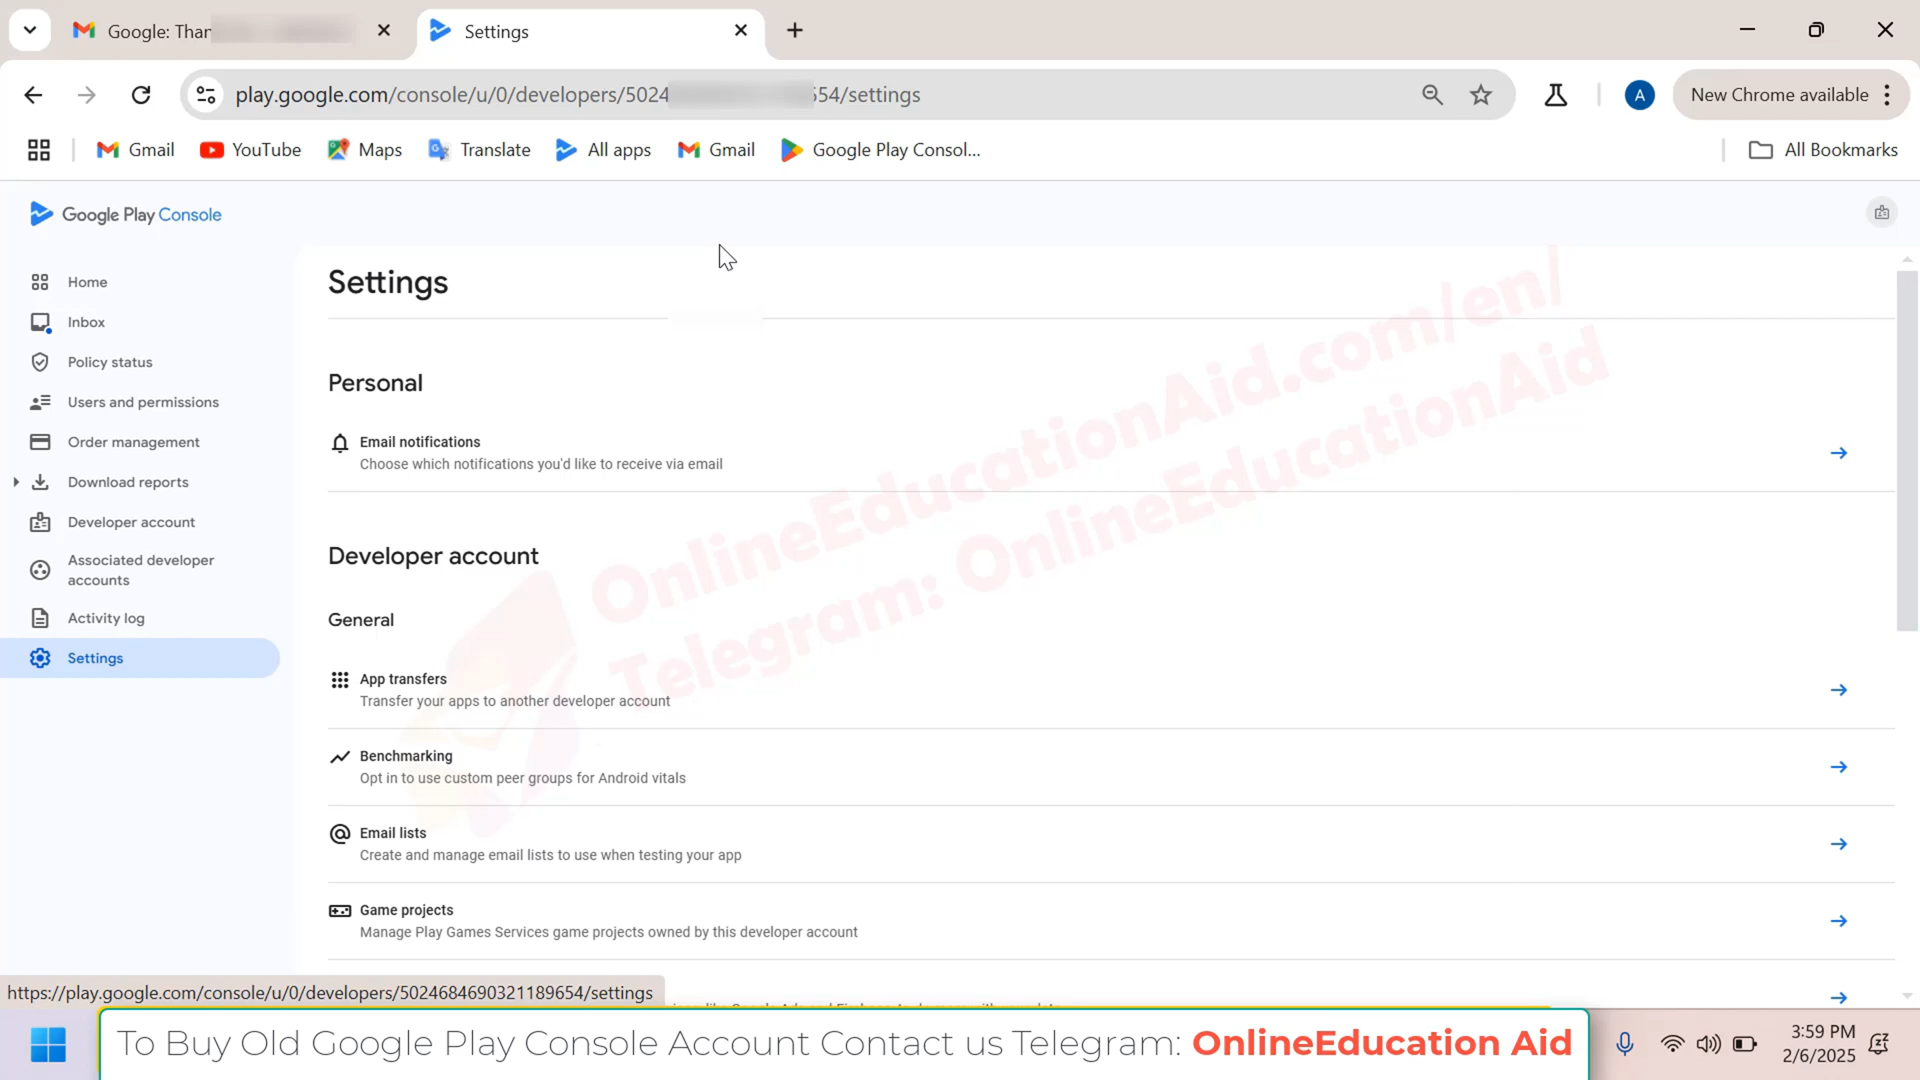 Google: Than
Settings
play.google.com/console/u/0/developers/5024 54/settings
New Chrome available
A
Gmail
YouTube
Maps
Translate
All apps
Gmail
Google Play Consol...
All Bookmarks
Google Play Console
Home
Inbox
Policy status
Users and permissions
Order management
Download reports
Developer account
Associated developer
accounts
Activity log
Settings
Settings
Personal
Email notifications
Choose which notifications you'd like to receive via email
Developer account
General
App transfers
Transfer your apps to another developer account
Benchmarking
Opt in to use custom peer groups for Android vitals
Email lists
Create and manage email lists to use when testing your app
Game projects
Manage Play Games Services game projects owned by this developer account
OnlineEducationAid.com/en/
Telegram: OnlineEducationAid
https://play.google.com/console/u/0/developers/5024684690321189654/settings
To Buy Old Google Play Console Account Contact us Telegram: OnlineEducation Aid
3:59 PM
2/6/2025